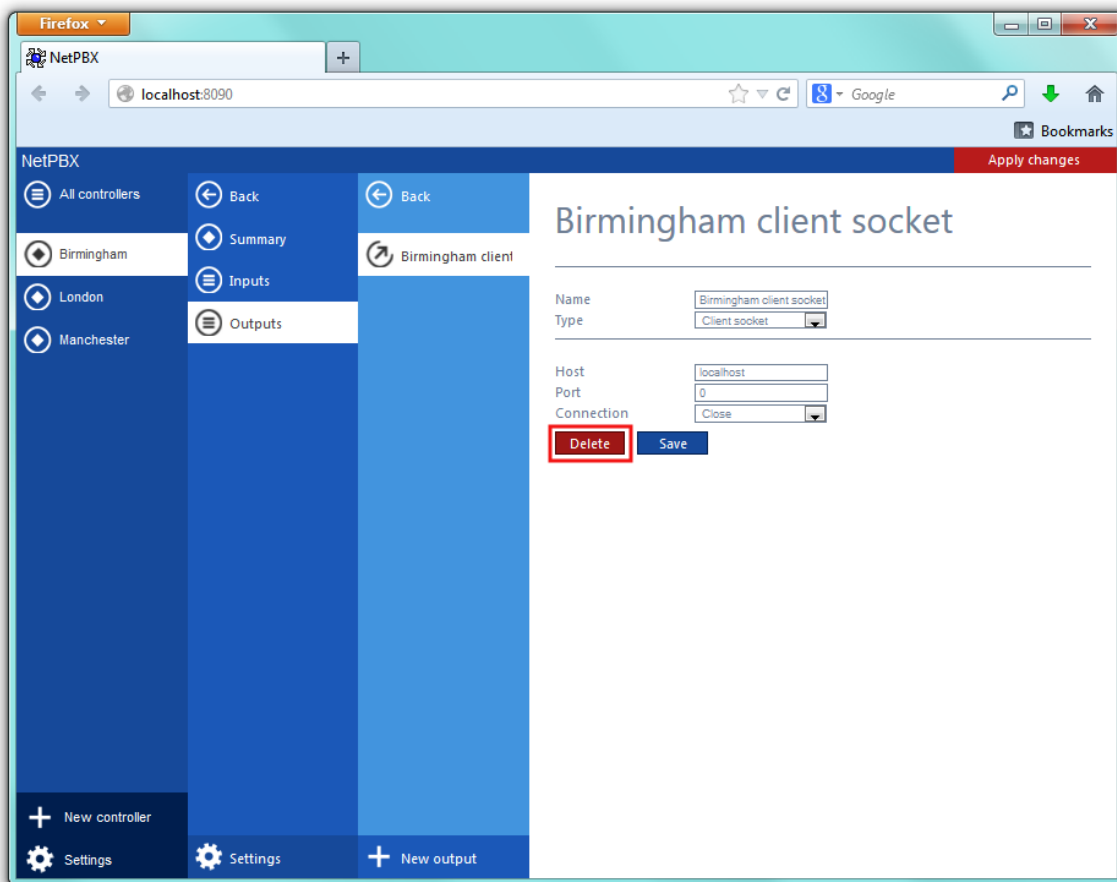 Firefox
NetPBX
localhost:8090
Google
Bookmarks
NetPBX
Apply changes
All controllers
Birmingham
London
Manchester
New controller
Settings
Back
Summary
Inputs
Outputs
Settings
Back
Birmingham client
New output
Birmingham client socket
Name
Birmingham client socket
Type
Client socket
Host
localhost
Port
0
Connection
Close
Delete
Save